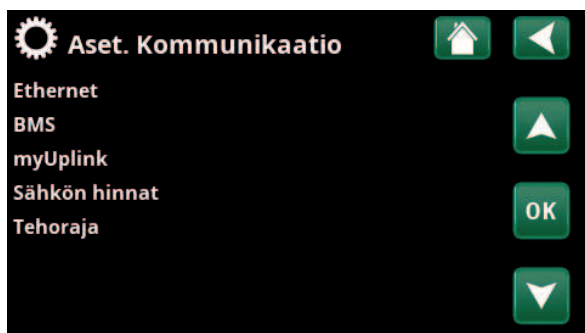 Aset. Kommunikaatio
Ethernet
BMS
myUplink
Sähkön hinnat
OK
Tehoraja